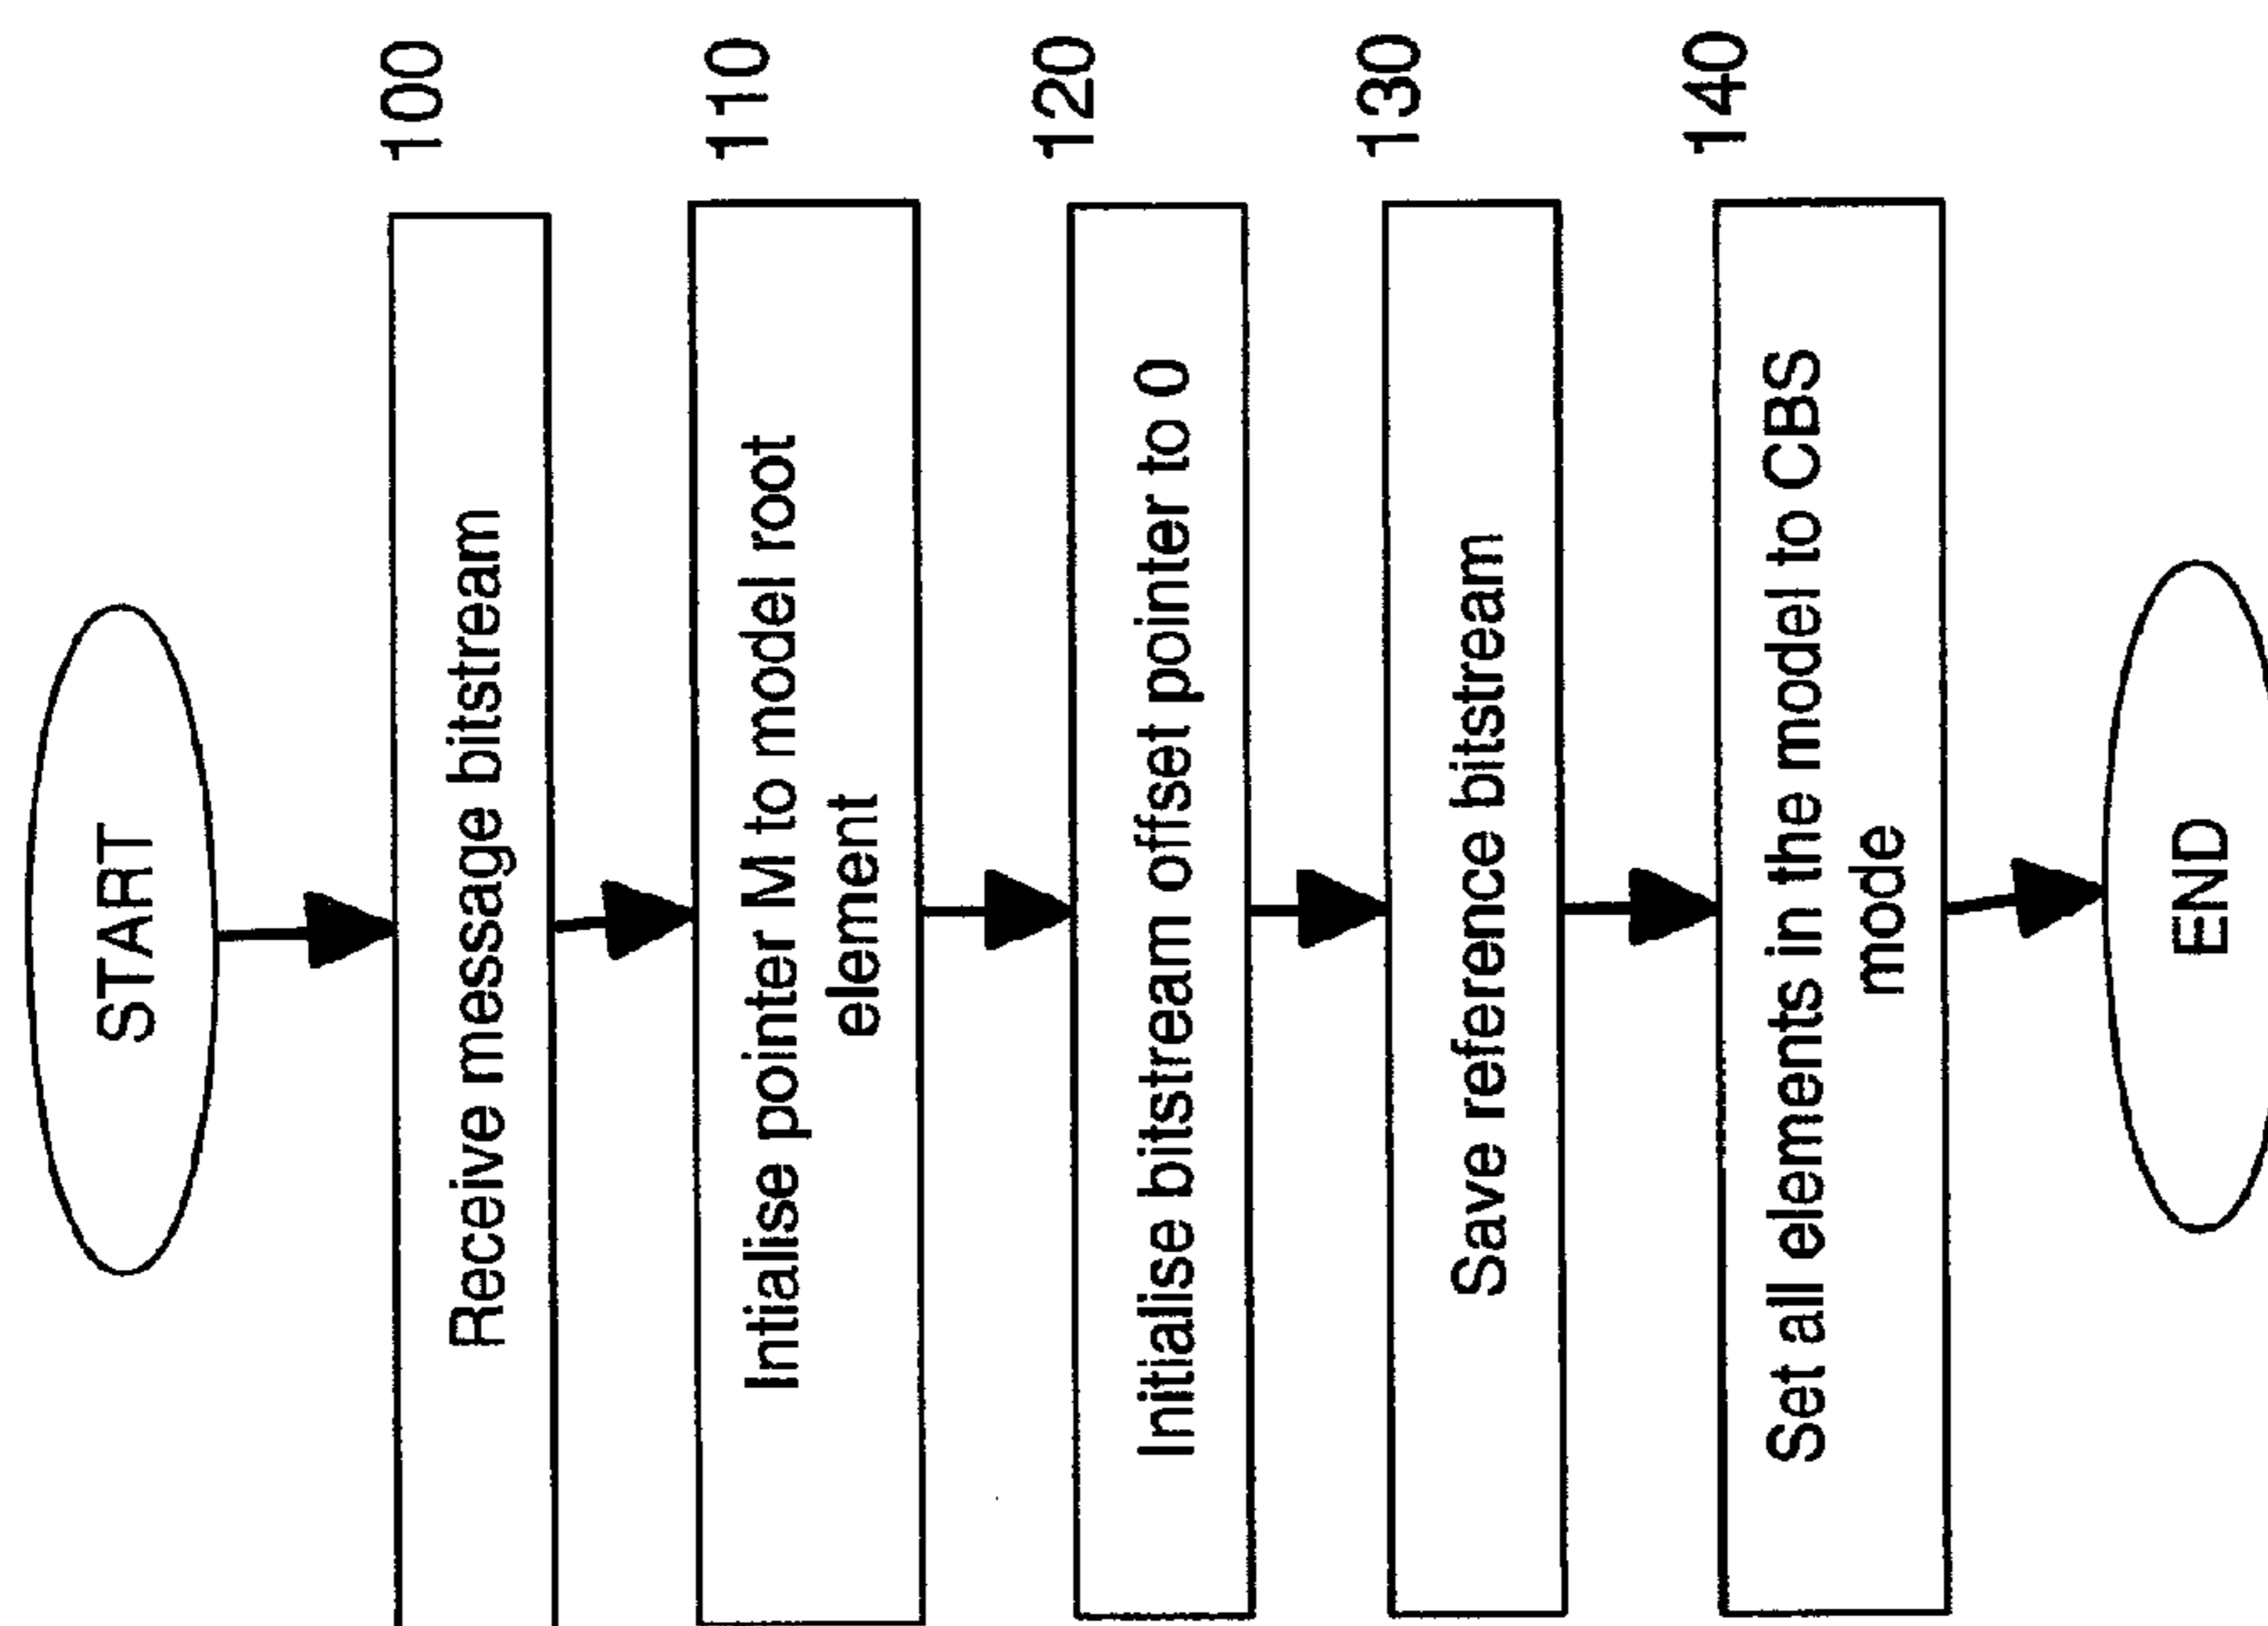 START
100
Receive message bitstream
110
Intialise pointer M to model root
element
120
Initialise bitstream offset pointer to 0
130
Save reference bitstream
140
Set all elements in the model to CBS
mode
END